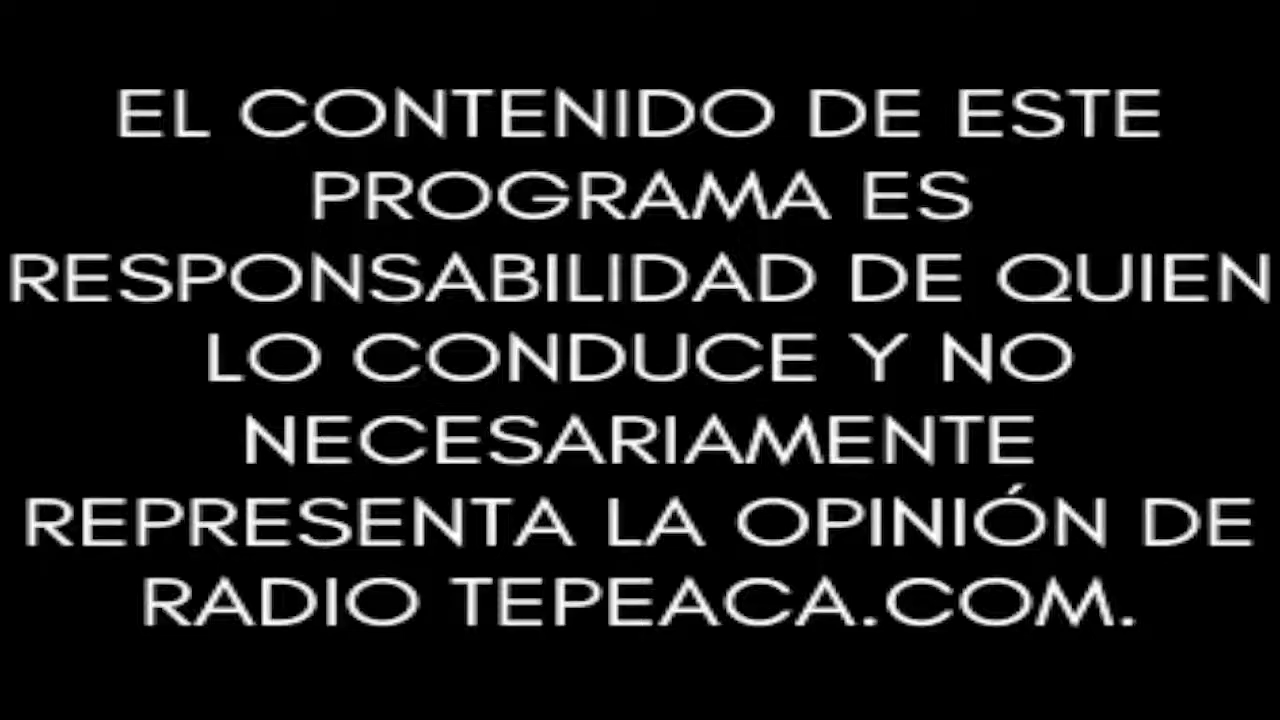 EL CONTENIDO DE ESTE
PROGRAMA ES
RESPONSABILIDAD DE QUIEN
LO CONDUCE Y NO
NECESARIAMENTE
REPRESENTA LA OPINIÓN DE
RADIO TEPEACA.COM.